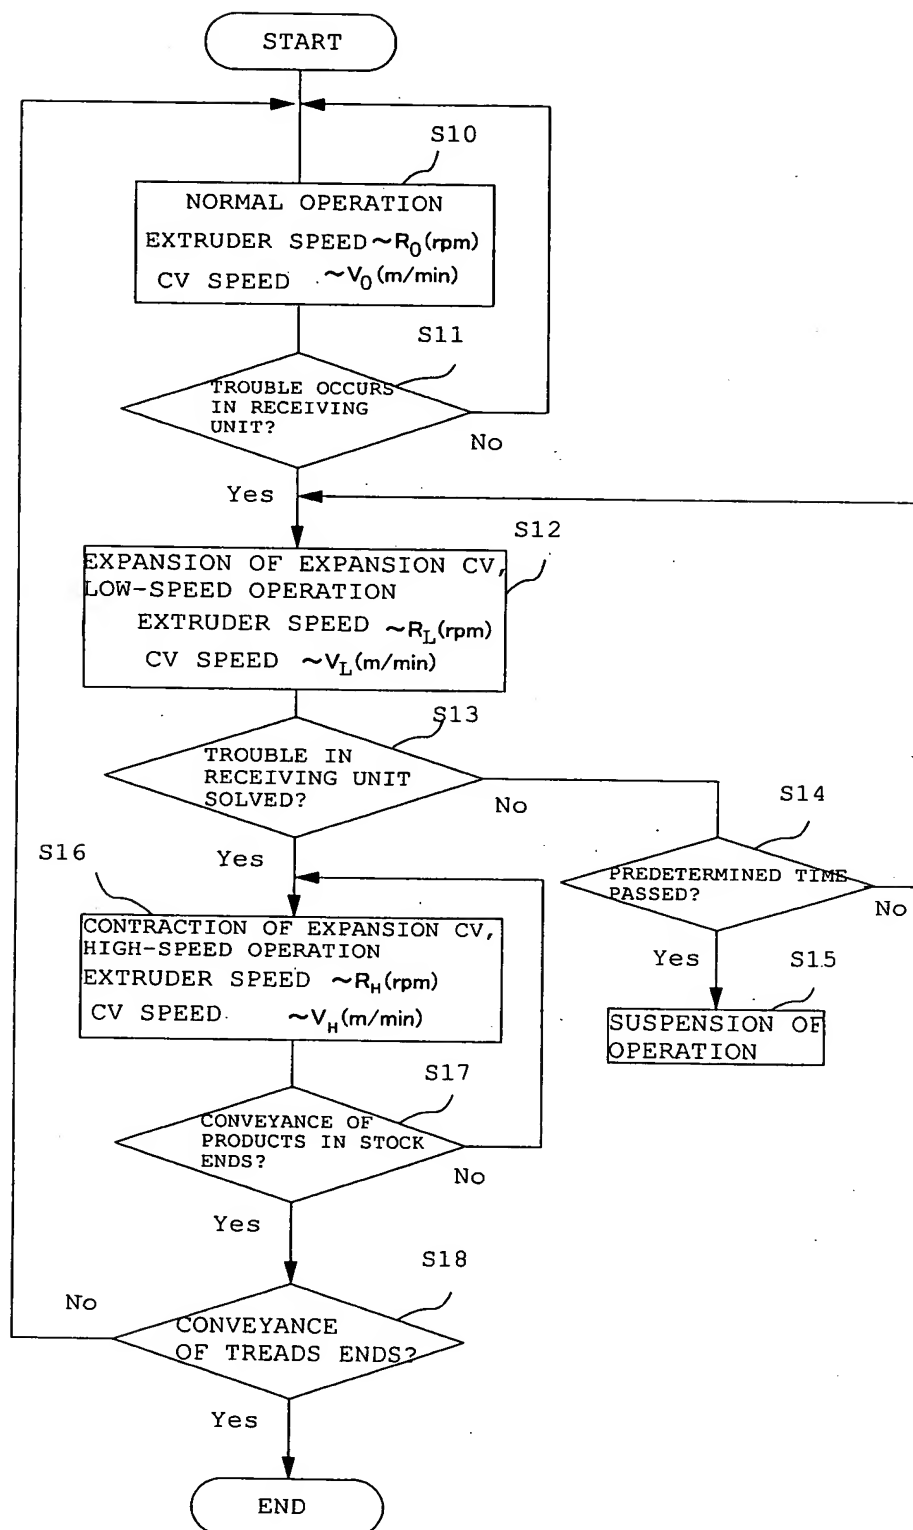 START
S10
NORMAL OPERATION
EXTRUDER SPEED ~R0(rpm)
CV SPEED ~V0(m/min)
S11
TROUBLE OCCURS
IN RECEIVING
UNIT?
No
Yes
S12
EXPANSION OF EXPANSION CV,
LOW-SPEED OPERATION
EXTRUDER SPEED ~RL(rpm)
CV SPEED ~VL(m/min)
S13
TROUBLE IN
RECEIVING UNIT
SOLVED?
No
Yes
S14
PREDETERMINED TIME
PASSED?
No
Yes
S15
SUSPENSION OF
OPERATION
S16
CONTRACTION OF EXPANSION CV,
HIGH-SPEED OPERATION
EXTRUDER SPEED ~RH(rpm)
CV SPEED ~VH(m/min)
S17
CONVEYANCE OF
PRODUCTS IN STOCK
ENDS?
No
Yes
S18
No
CONVEYANCE
OF TREADS ENDS?
Yes
END